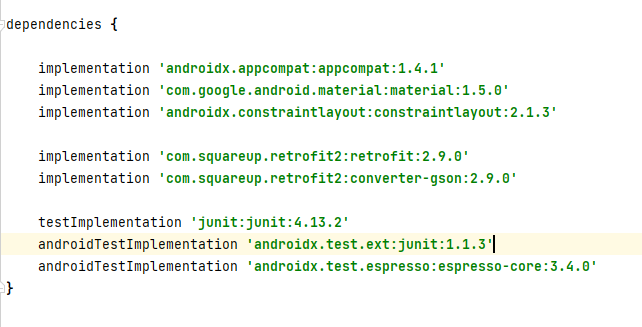 dependencies {
implementation 'androidx.appcompat:appcompat:1.4.1'
implementation 'com.google.android.material:material:1.5.0'
implementation 'androidx.constraintlayout:constraintlayout:2.1.3'
implementation 'com.squareup.retrofit2:retrofit:2.9.0'
implementation 'com.squareup.retrofit2:converter-gson:2.9.0'
testImplementation 'junit:junit:4.13.2'
androidTestImplementation 'androidx.test.ext:junit:1.1.3'
androidTestImplementation 'androidx.test.espresso:espresso-core:3.4.0'
}